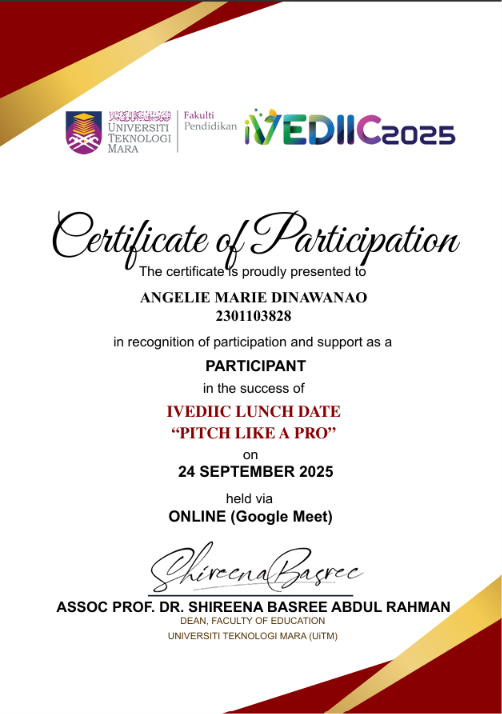 UNIVERSITI
TEKNOLOGI
MARA
Fakulti
Pendidikan
iVEDIIC2025
Certificate of Participation
The certificate is proudly presented to
ANGELIE MARIE DINAWANAO
2301103828
in recognition of participation and support as a
PARTICIPANT
in the success of
IVEDIIC LUNCH DATE
“PITCH LIKE A PRO”
on
24 SEPTEMBER 2025
held via
ONLINE (Google Meet)
Shireena Basree
ASSOC PROF. DR. SHIREENA BASREE ABDUL RAHMAN
DEAN, FACULTY OF EDUCATION
UNIVERSITI TEKNOLOGI MARA (UiTM)